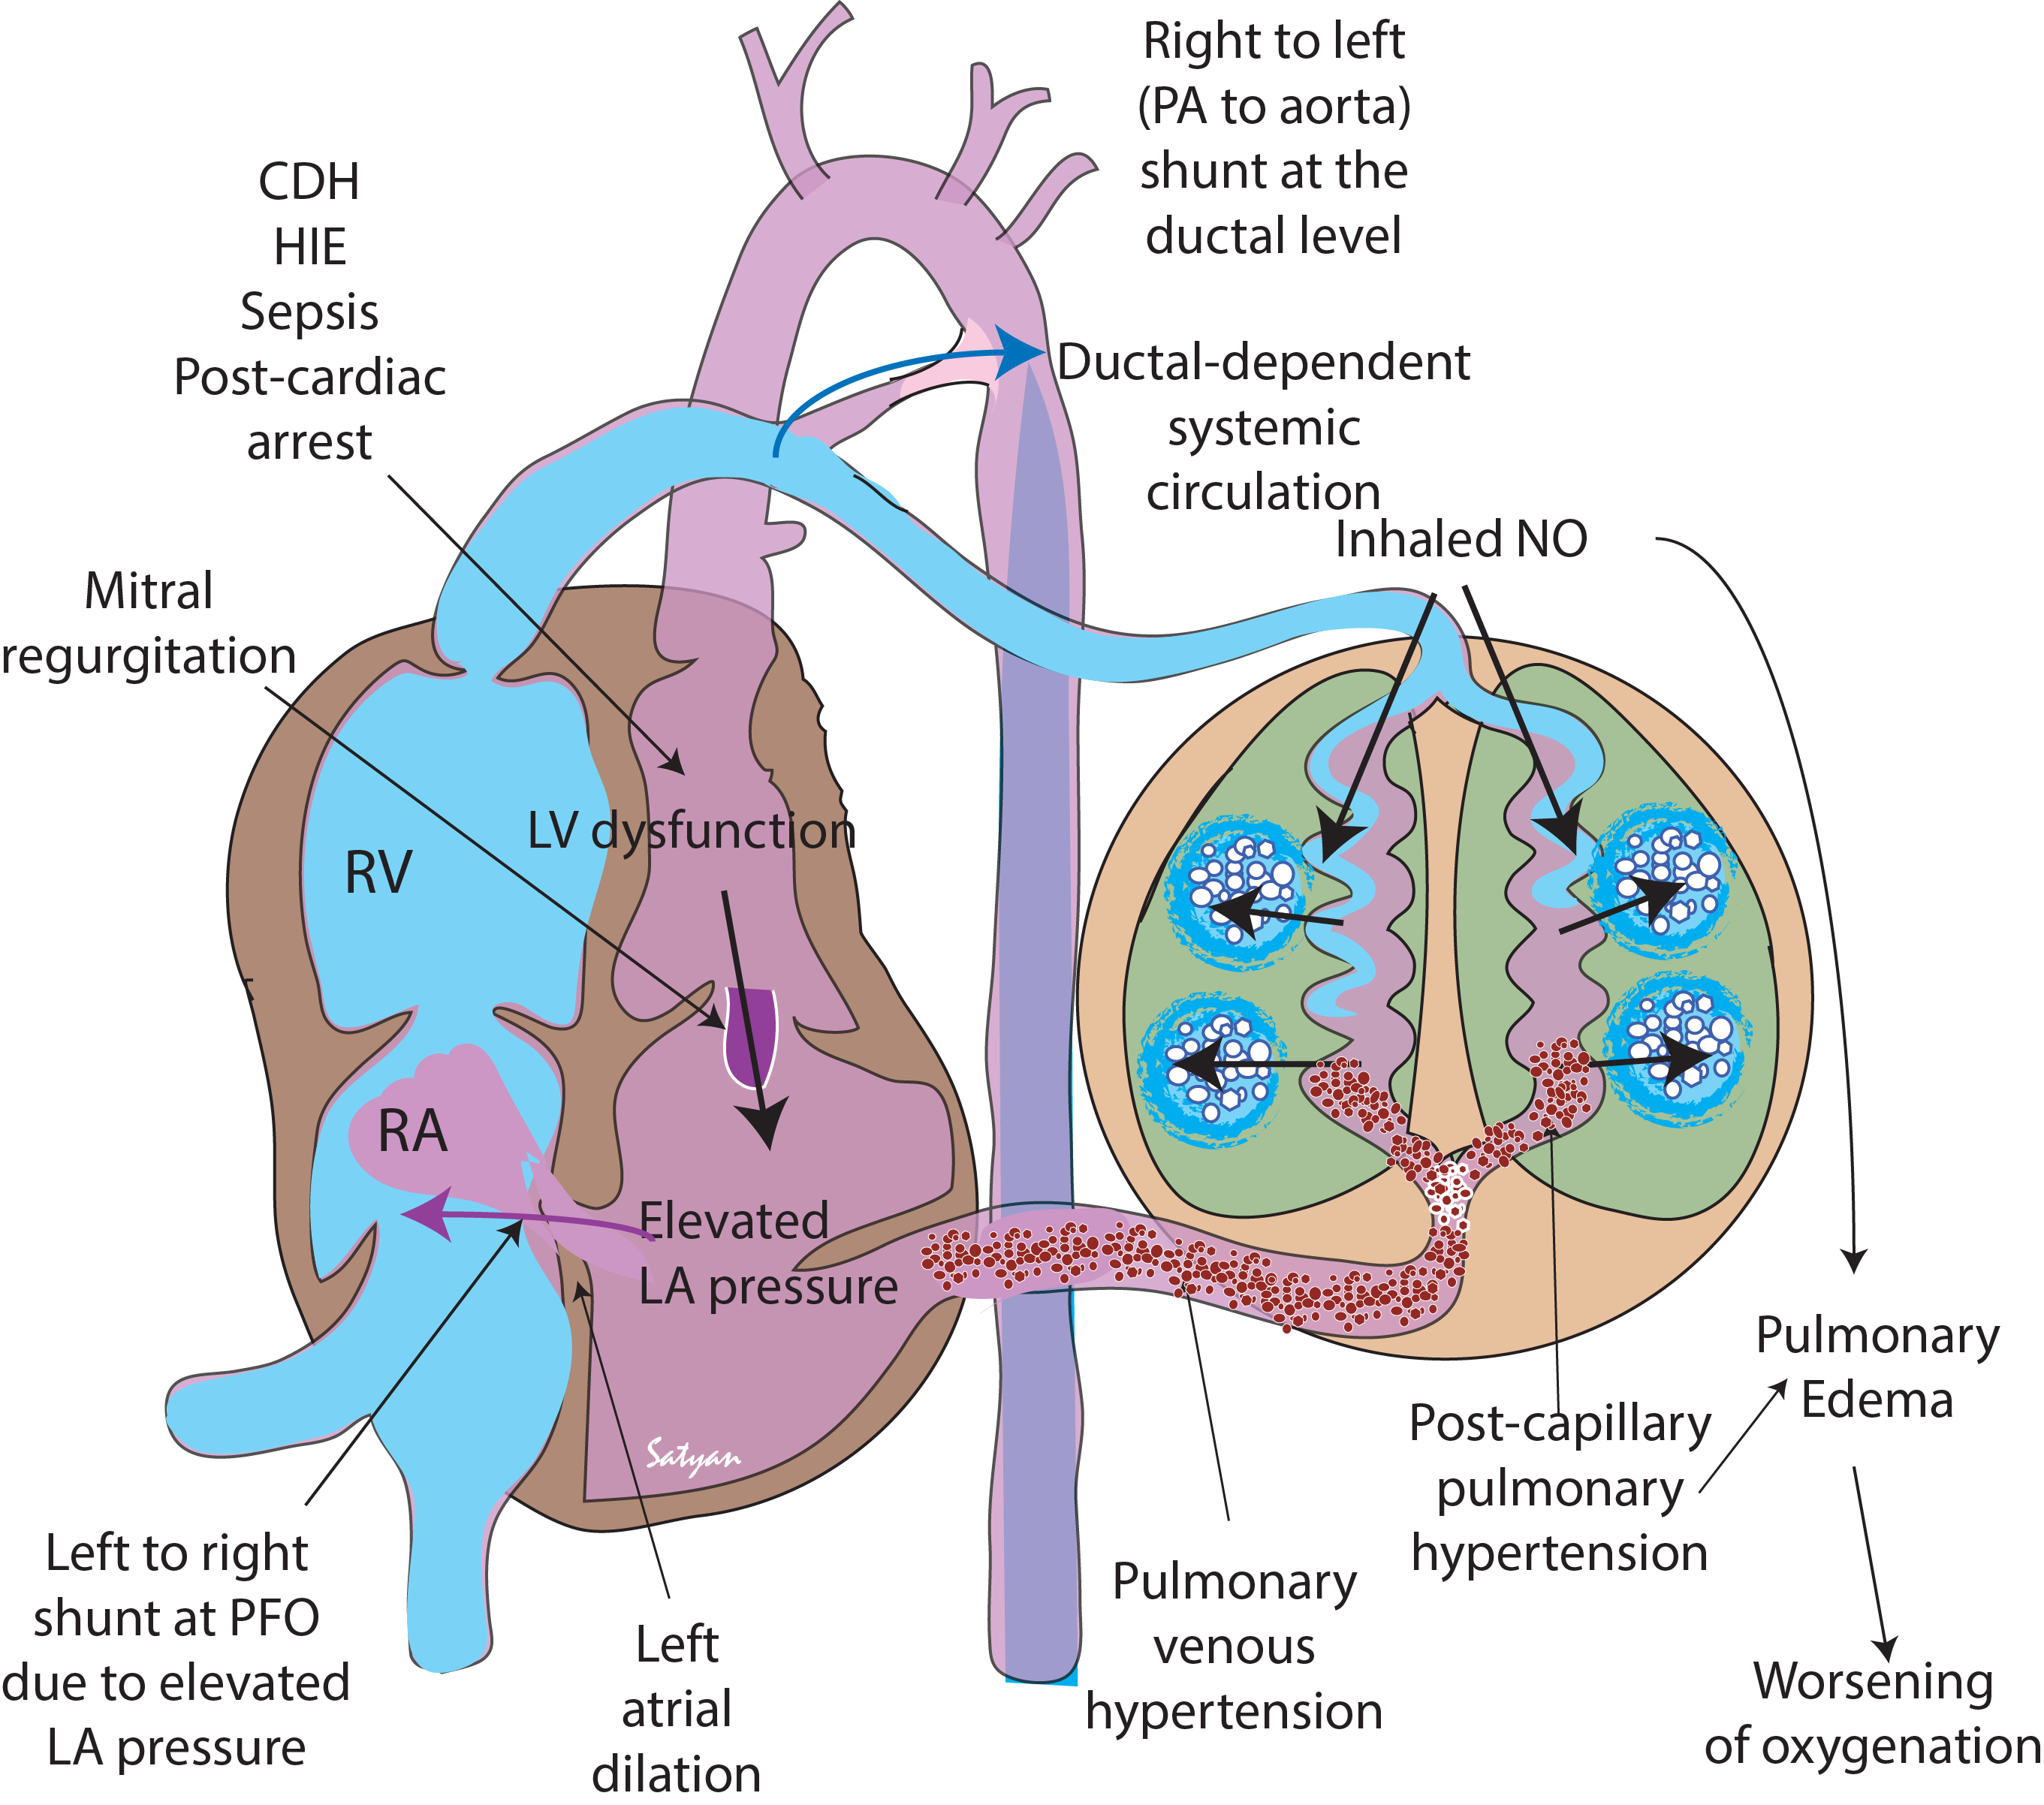 Right to left
(PA to aorta)
shunt at the
ductal level
CDH
HIE
Sepsis
Post-cardiac
arrest
Ductal-dependent
systemic
circulation
Inhaled NO
Mitral
regurgitation
LV dysfunction
RV
RA
Elevated
LA pressure
Satyan
Pulmonary
Edema
Post-capillary
pulmonary
hypertension
Left to right
shunt at PFO
due to elevated
LA pressure
Left
atrial
dilation
Pulmonary
venous
hypertension
Worsening
of oxygenation